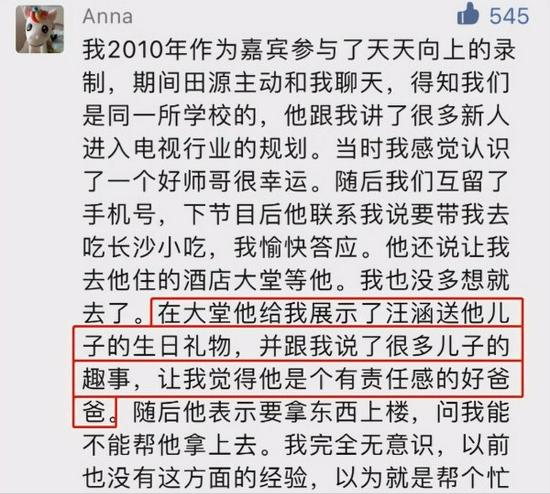 Anna
545
我2010年作为嘉宾参与了天天向上的录
制，期间田源主动和我聊天，得知我们
是同一所学校的，他跟我讲了很多新人
进入电视行业的规划。当时我感觉认识
了一个好师哥很幸运。随后我们互留了
手机号，下节目后他联系我说要带我去
吃长沙小吃，我愉快答应。他还说让我
去他住的酒店大堂等他。我也没多想就
去了。在大堂他给我展示了汪涵送他儿
子的生日礼物，并跟我说了很多儿子的
趣事，让我觉得他是个有责任感的好爸
爸。随后他表示要拿东西上楼，问我能
不能帮他拿上去。我完全无意识，以前
也没有这方面的经验，以为就是帮个忙